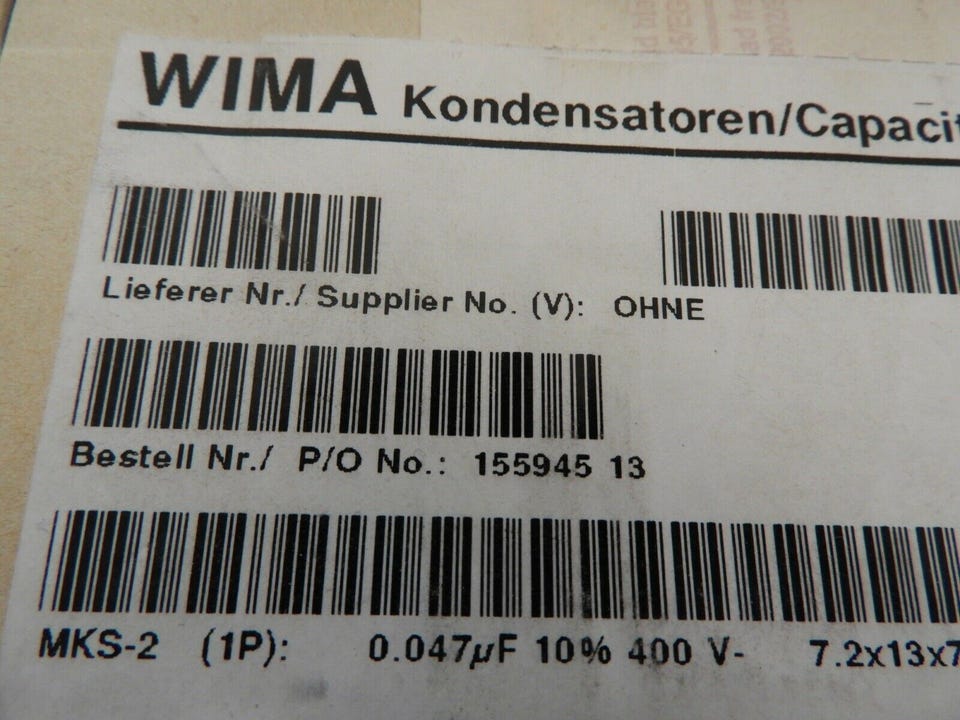 WIMA Kondensatoren/Capacit
Lieferer Nr./ Supplier No. (V): OHNE
Bestell Nr./ P/O No.: 155945 13
MKS-2 (1P): 0.047µF 10% 400 V- 7.2x13x7